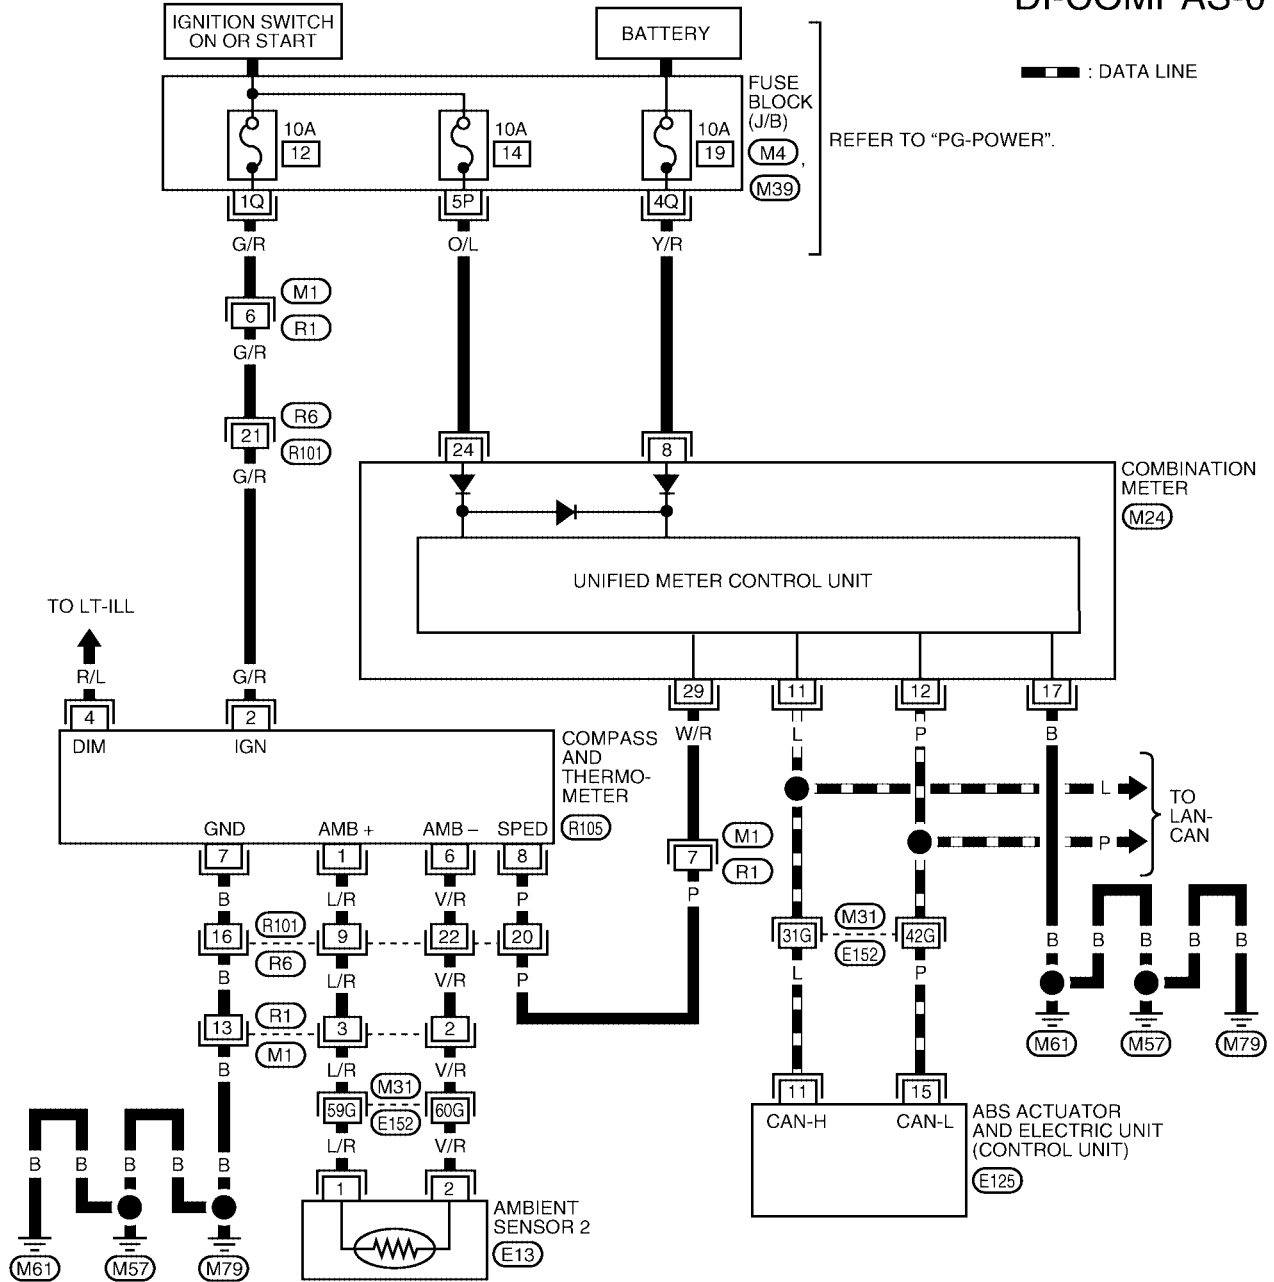 IGNITION SWITCH
ON OR START
BATTERY
: DATA LINE
FUSE
BLOCK
(J/B)
M4
,
M39
REFER TO “PG-POWER”.
10A
12
10A
14
10A
19
1Q
5P
4Q
G/R
O/L
Y/R
M1
6
R1
G/R
R6
21
R101
G/R
24
8
COMBINATION
METER
M24
UNIFIED METER CONTROL UNIT
TO LT-ILL
R/L
G/R
4
2
29
11
12
17
DIM
IGN
COMPASS
AND
THERMO-
METER
R105
W/R
L
P
B
L
P
TO
LAN-
CAN
GND
AMB +
AMB –
SPED
7
1
6
8
M1
7
R1
B
L/R
V/R
P
P
R101
16
9
22
20
R6
M31
31G
42G
E152
B
L/R
V/R
P
L
P
B
B
B
B
B
R1
13
3
2
M1
M61
M57
M79
B
L/R
V/R
M31
59G
60G
E152
11
15
CAN-H
CAN-L
ABS ACTUATOR
AND ELECTRIC UNIT
(CONTROL UNIT)
E125
B
B
B
B
B
L/R
V/R
1
2
AMBIENT
SENSOR 2
E13
M61
M57
M79